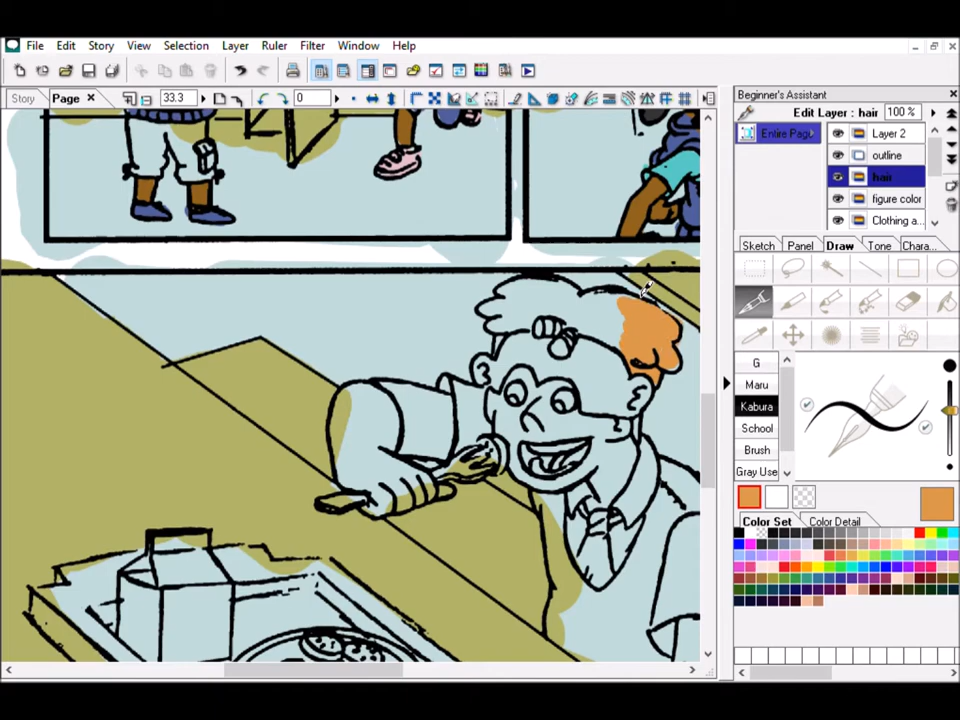 File Edit Story View Selection Layer Ruler Filter Window Help
Story Page 33.3 0
Beginner's Assistant
Edit Layer : hair 100 %
Entire Page
Layer 2
outline
hair
figure color
Clothing a...
Sketch Panel Draw Tone Chara...
G
Maru
Kabura
School
Brush
Gray Use
Color Set Color Detail